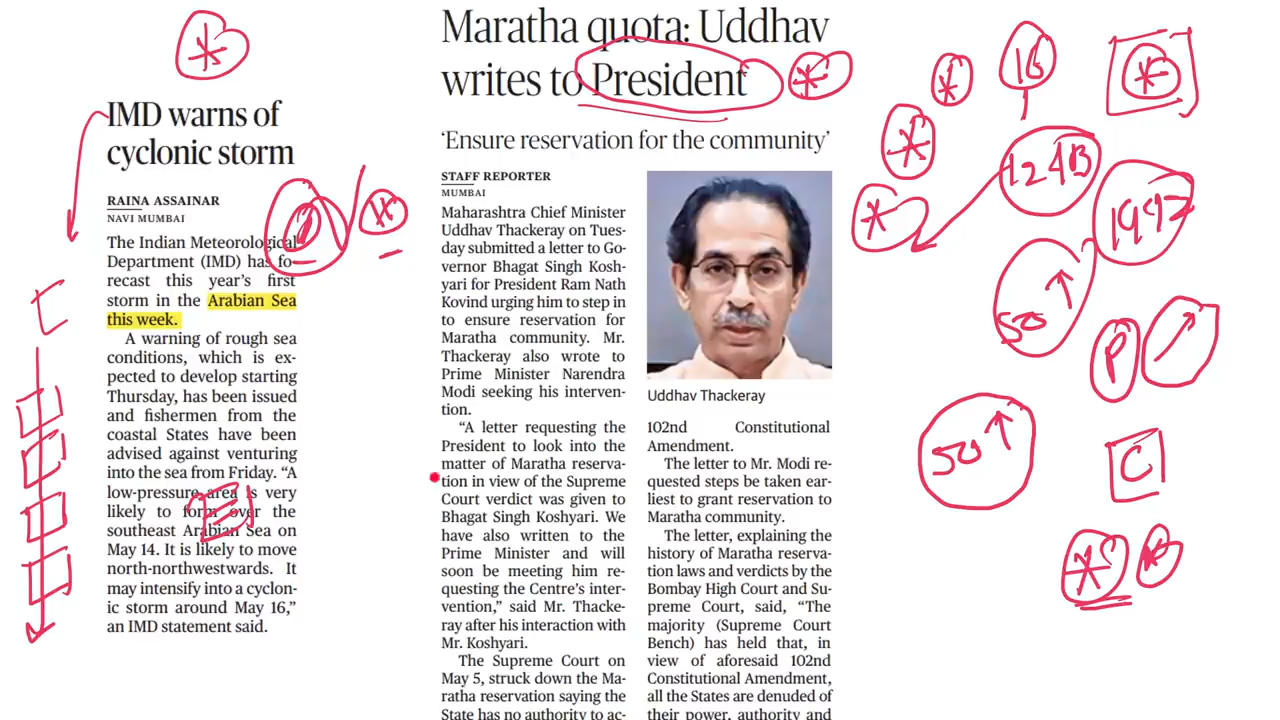 IMD warns of
cyclonic storm
RAINA ASSAINAR
NAVI MUMBAI
The Indian Meteorological
Department (IMD) has fo-
recast this year's first
storm in the Arabian Sea
this week.
A warning of rough sea
conditions, which is ex-
pected to develop starting
Thursday, has been issued
and fishermen from the
coastal States have been
advised against venturing
into the sea from Friday. "A
low-pressure area is very
likely to form over the
southeast Arabian Sea on
May 14. It is likely to move
north-northwestwards. It
may intensify into a cyclon-
ic storm around May 16,"
an IMD statement said.
Maratha quota: Uddhav
writes to President
'Ensure reservation for the community'
STAFF REPORTER
MUMBAI
Maharashtra Chief Minister
Uddhav Thackeray on Tues-
day submitted a letter to Go-
vernor Bhagat Singh Kosh-
yari for President Ram Nath
Kovind urging him to step in
to ensure reservation for
Maratha community. Mr.
Thackeray also wrote to
Prime Minister Narendra
Modi seeking his interven-
tion.
"A letter requesting the
President to look into the
matter of Maratha reserva-
tion in view of the Supreme
Court verdict was given to
Bhagat Singh Koshyari. We
have also written to the
Prime Minister and will
soon be meeting him re-
questing the Centre's inter-
vention," said Mr. Thacke-
ray after his interaction with
Mr. Koshyari.
The Supreme Court on
May 5, struck down the Ma-
ratha reservation saying the
State has no authority to ac-
Uddhav Thackeray
102nd Constitutional
Amendment.
The letter to Mr. Modi re-
quested steps be taken ear-
liest to grant reservation to
Maratha community.
The letter, explaining the
history of Maratha reserva-
tion laws and verdicts by the
Bombay High Court and Su-
preme Court, said, "The
majority (Supreme Court
Bench) has held that, in
view of aforesaid 102nd
Constitutional Amendment,
all the States are denuded of
their power, authority and
124B
50
P
50
C